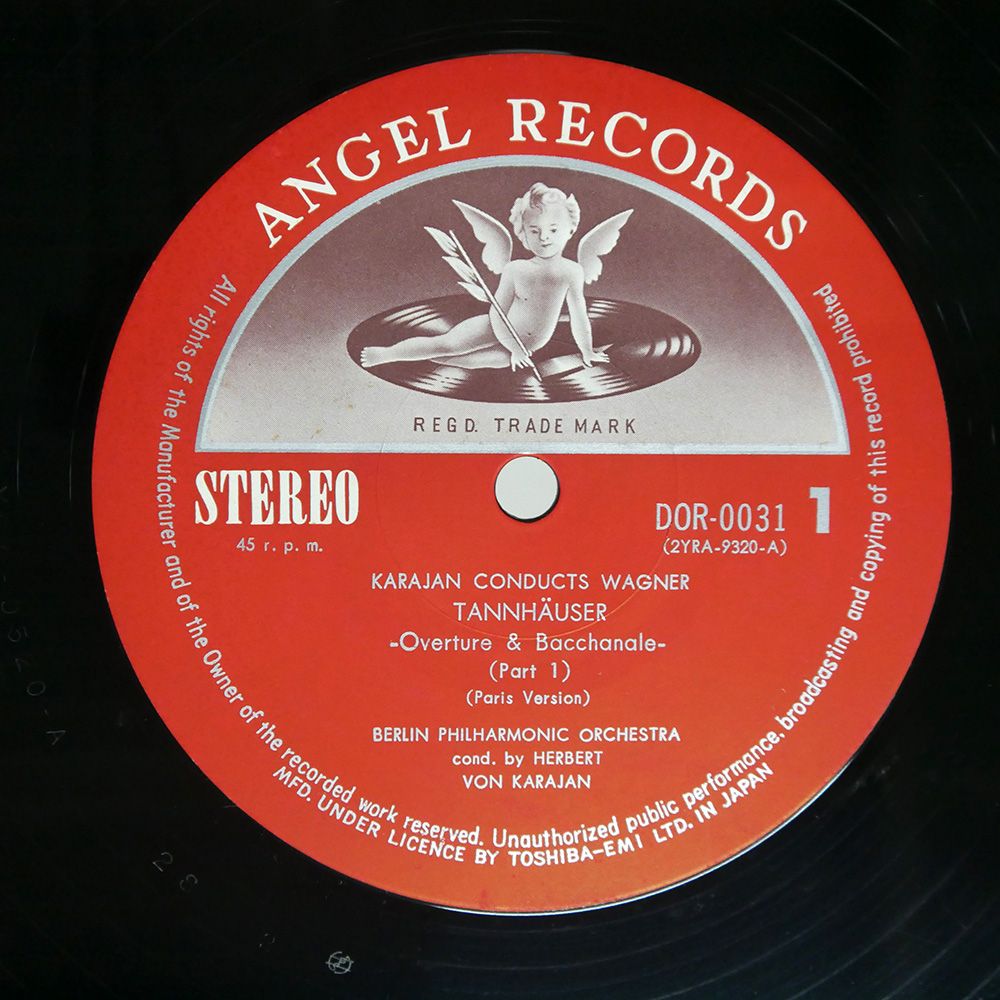 ANGEL RECORDS
REGD. TRADE MARK
STEREO
45 r. p. m.
DOR-0031 1
(2YRA-9320-A)
KARAJAN CONDUCTS WAGNER
TANNHÄUSER
-Overture & Bacchanale-
(Part 1)
(Paris Version)
BERLIN PHILHARMONIC ORCHESTRA
cond. by HERBERT
VON KARAJAN
All rights of the Manufacturer and of the Owner of the recorded work reserved. Unauthorized public performance, broadcasting and copying of this record prohibited
MFD. UNDER LICENCE BY TOSHIBA-EMI LTD. IN JAPAN